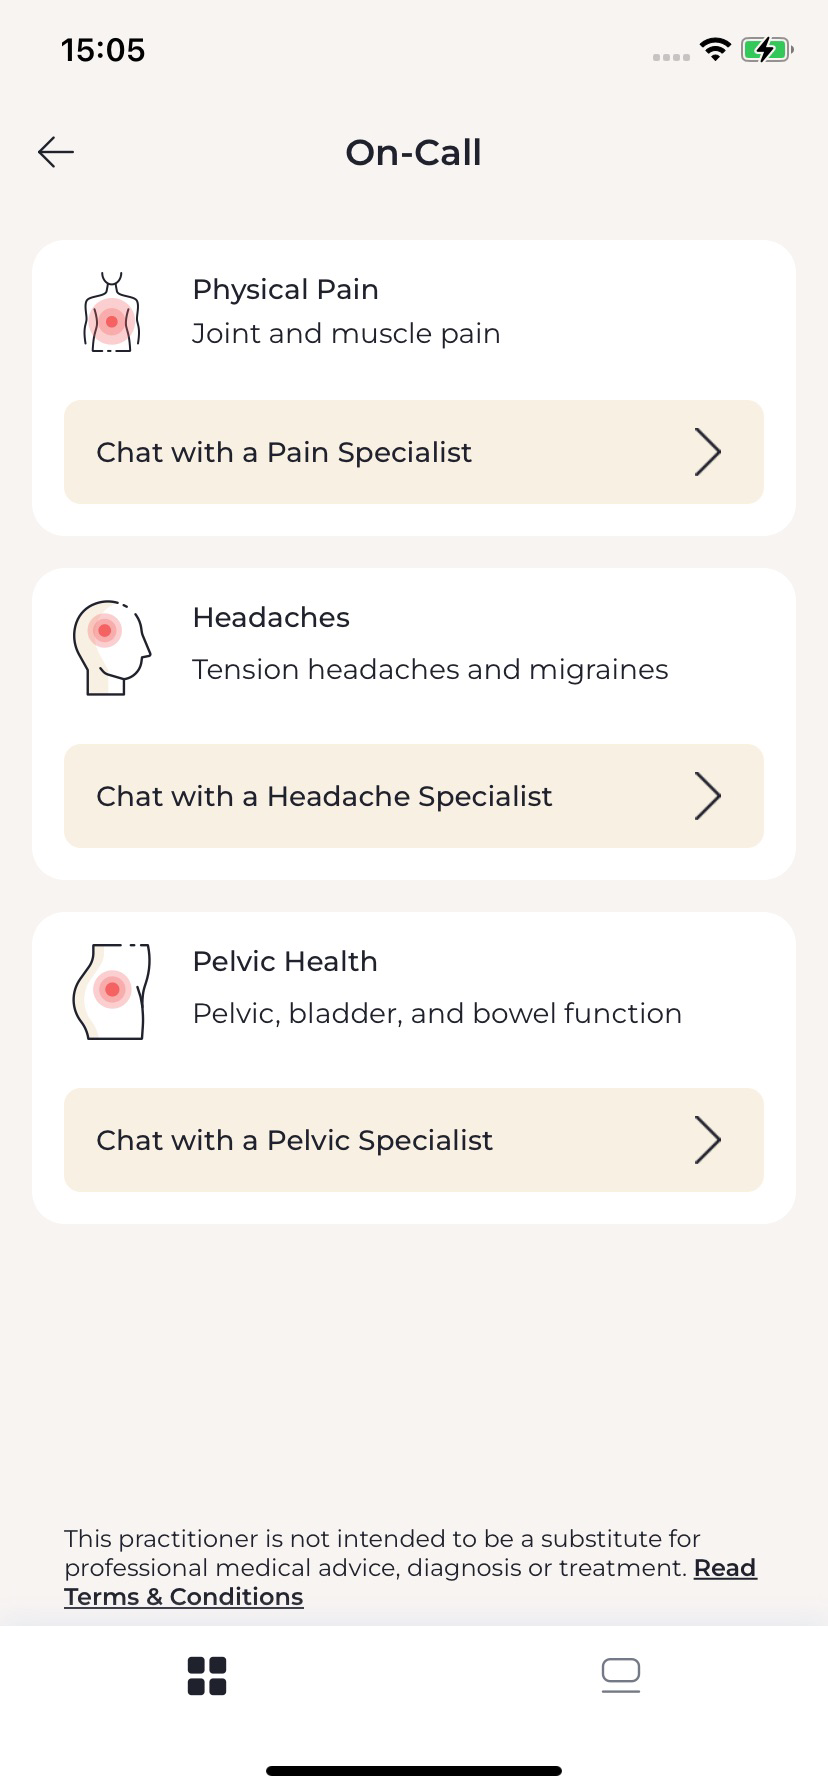 15:05
On-Call
Physical Pain
Joint and muscle pain
Chat with a Pain Specialist
Headaches
Tension headaches and migraines
Chat with a Headache Specialist
Pelvic Health
Pelvic, bladder, and bowel function
Chat with a Pelvic Specialist
This practitioner is not intended to be a substitute for
professional medical advice, diagnosis or treatment. Read
Terms & Conditions